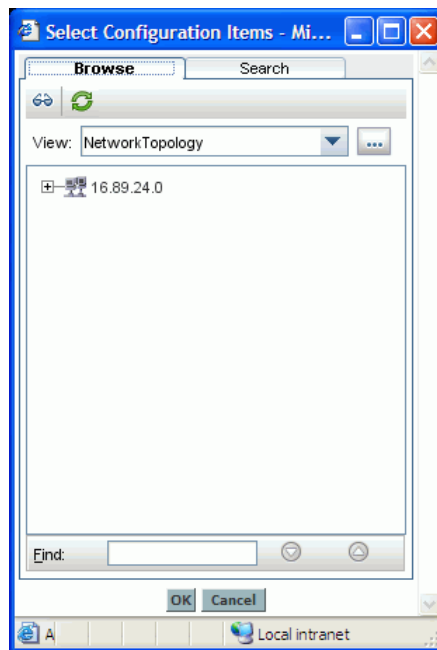 Select Configuration Items - Mi...
Browse Search
View: NetworkTopology ...
16.89.24.0
Find:
OK Cancel
A Local intranet